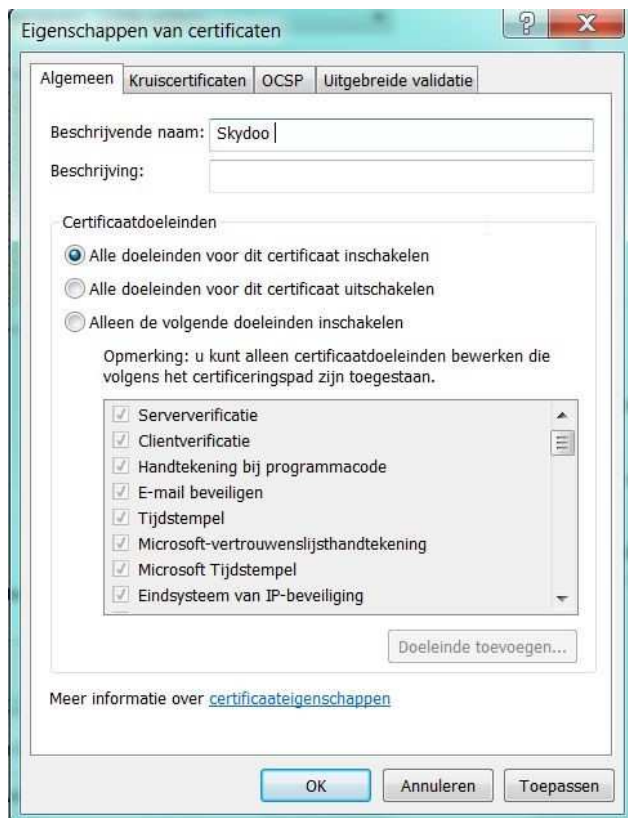 Eigenschappen van certificaten
Algemeen Kruiscertificaten OCSP Uitgebreide validatie
Beschrijvende naam: Skydoo
Beschrijving:
Certificaatdoeleinden
Alle doeleinden voor dit certificaat inschakelen
Alle doeleinden voor dit certificaat uitschakelen
Alleen de volgende doeleinden inschakelen
Opmerking: u kunt alleen certificaatdoeleinden bewerken die
volgens het certificeringspad zijn toegestaan.
Serververificatie
Clientverificatie
Handtekening bij programmacode
E-mail beveiligen
Tijdstempel
Microsoft-vertrouwenslijsthandtekening
Microsoft Tijdstempel
Eindsysteem van IP-beveiliging
Doeleinde toevoegen...
Meer informatie over certificaateigenschappen
OK Annuleren Toepassen